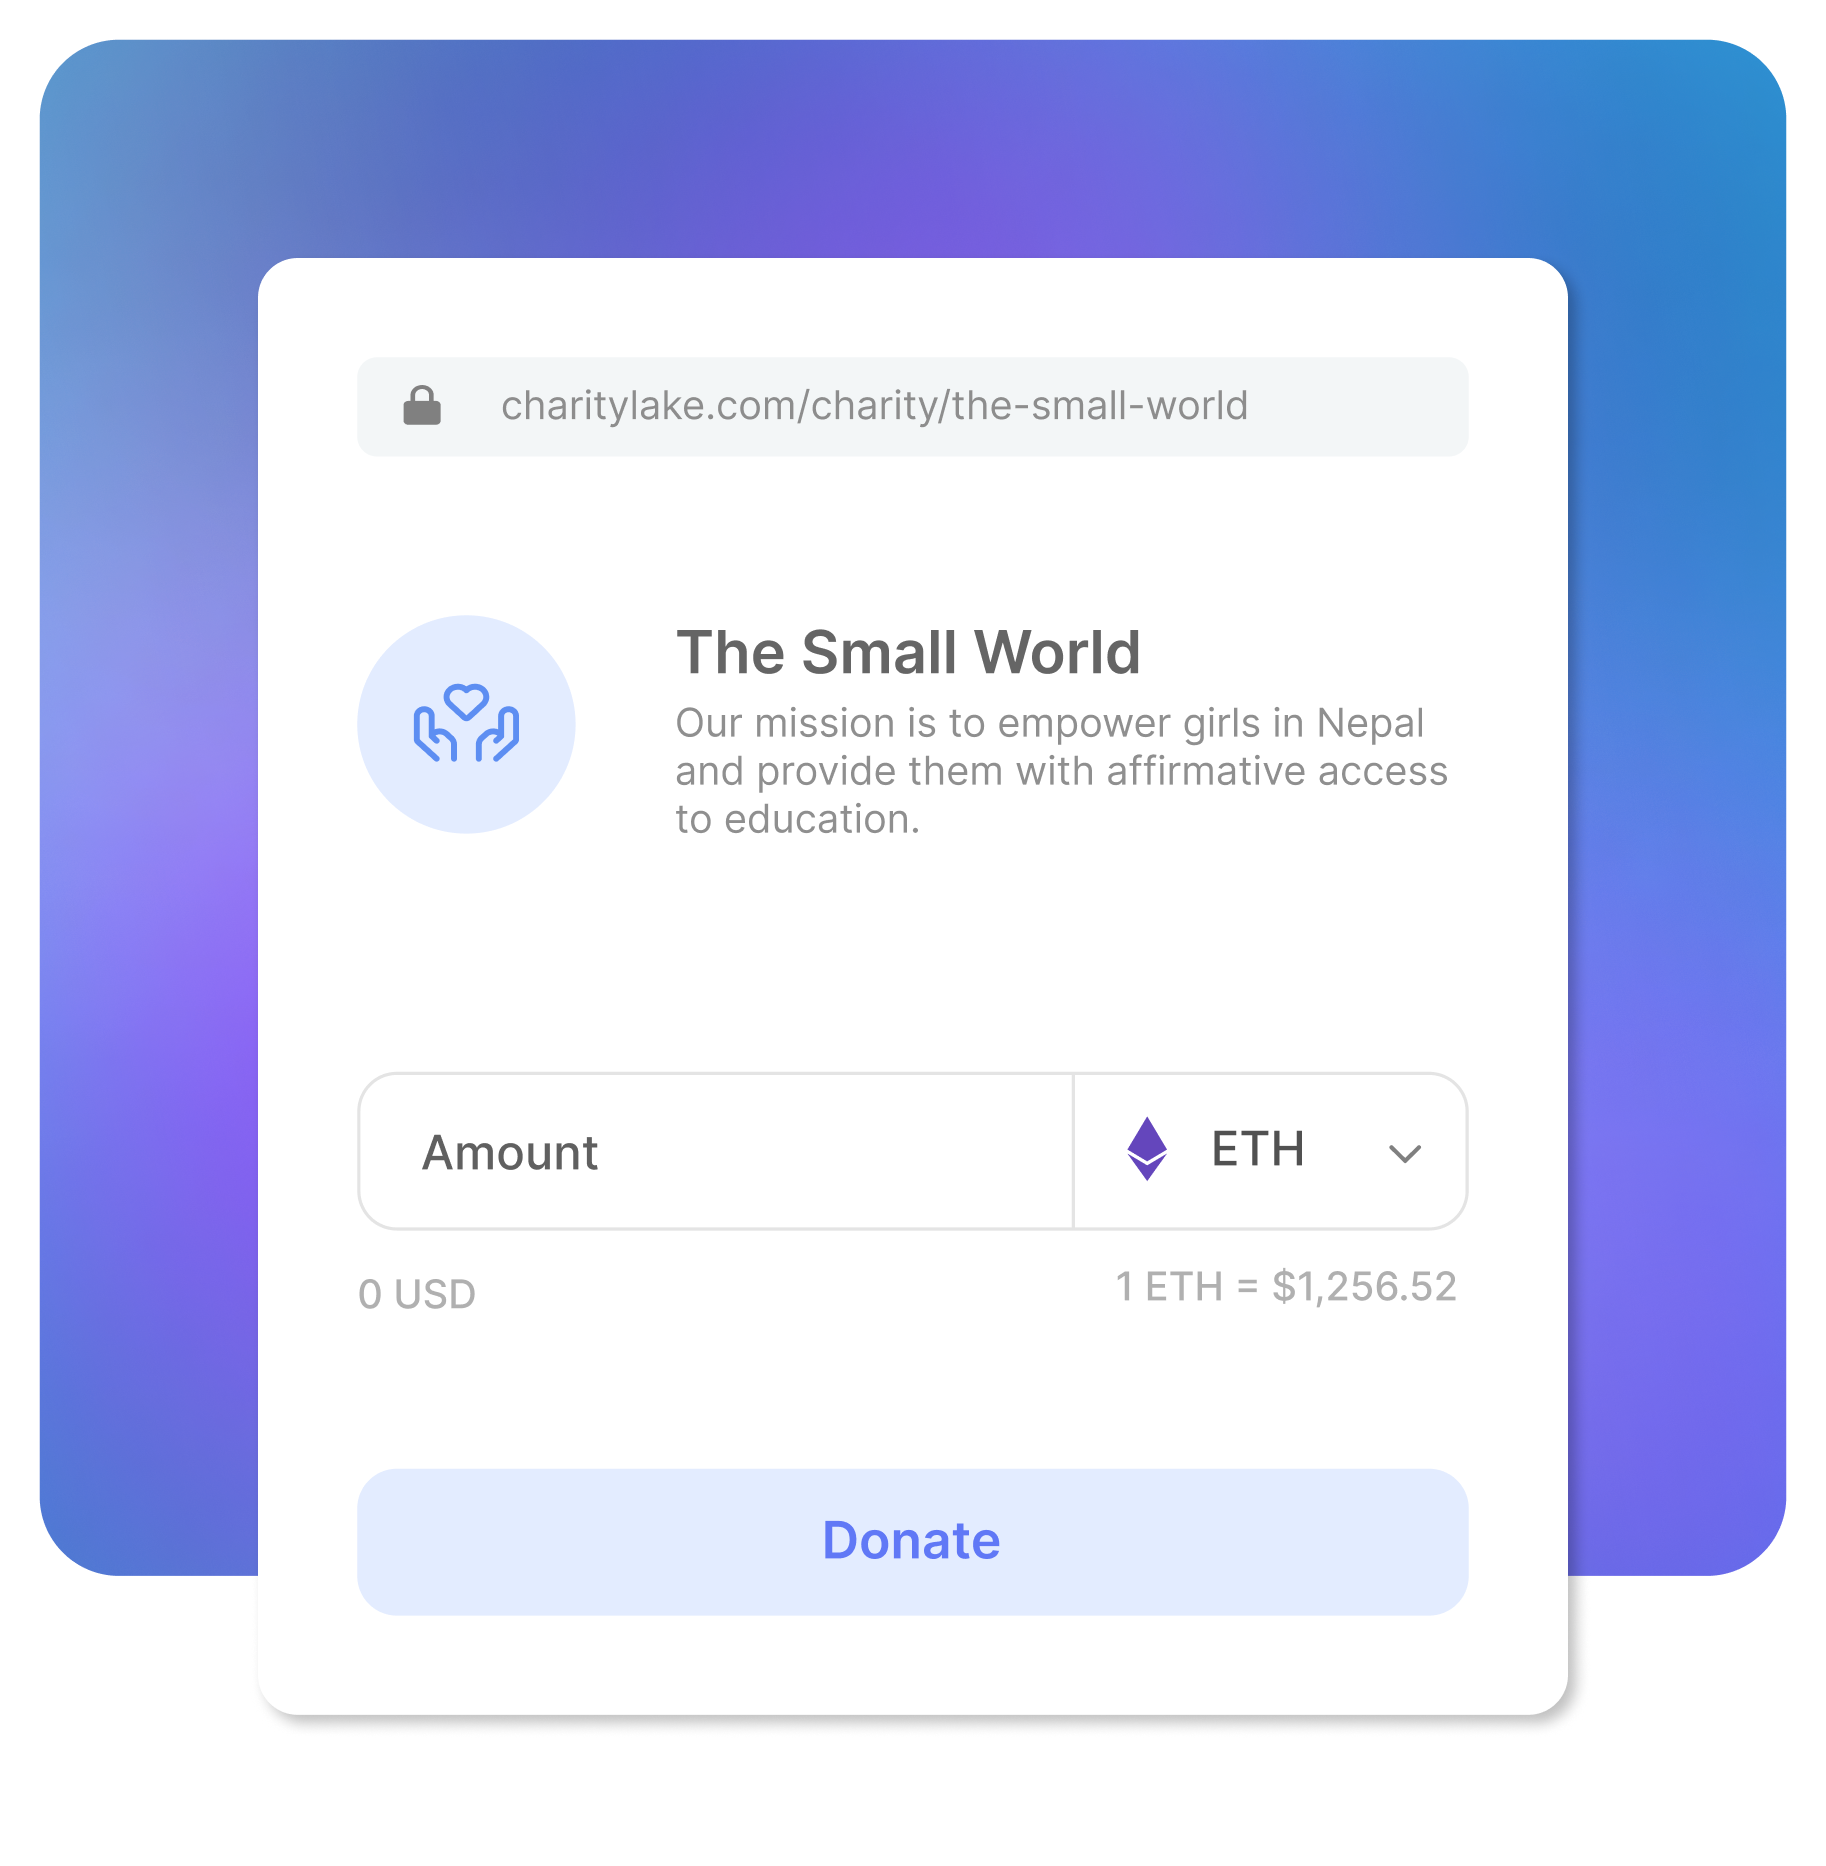 charitylake.com/charity/the-small-world
The Small World
Our mission is to empower girls in Nepal
and provide them with affirmative access
to education.
Amount
ETH
0 USD
1 ETH = $1,256.52
Donate